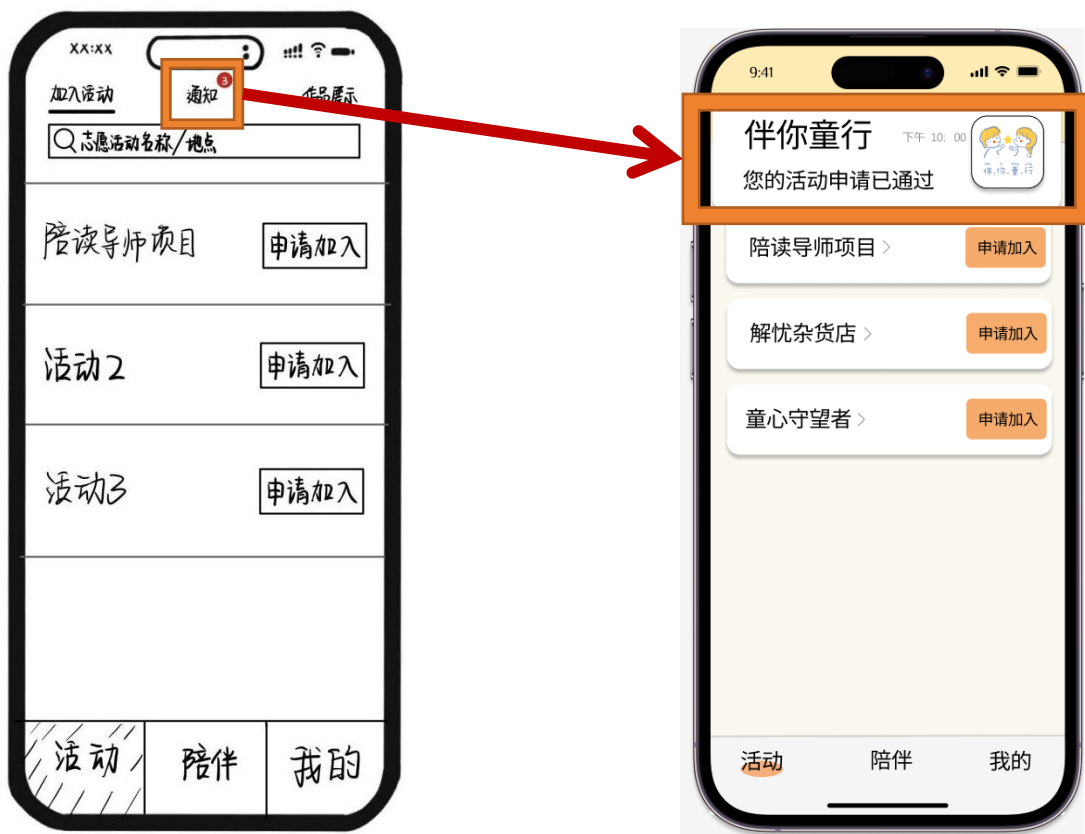 XX:XX
加入活动 通知 3 作品展示
志愿活动名称/地点
陪读导师项目 申请加入
活动2 申请加入
活动3 申请加入
活动 陪伴 我的
9:41
伴你童行 下午 10: 00
伴.你.童.行
您的活动申请已通过
陪读导师项目 > 申请加入
解忧杂货店 > 申请加入
童心守望者 > 申请加入
活动 陪伴 我的